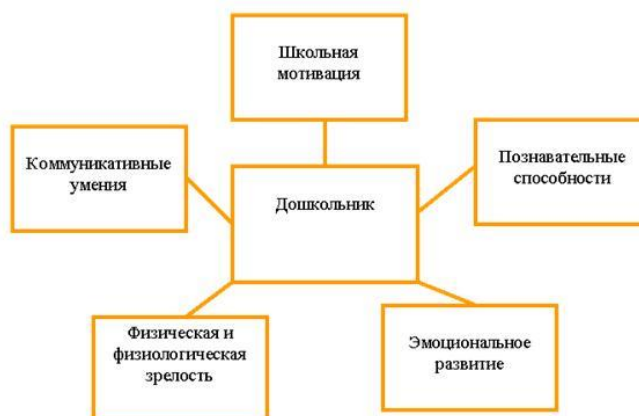 Школьная
мотивация
Коммуникативные
умения
Познавательные
способности
Дошкольник
Физическая и
физиологическая
зрелость
Эмоциональное
развитие